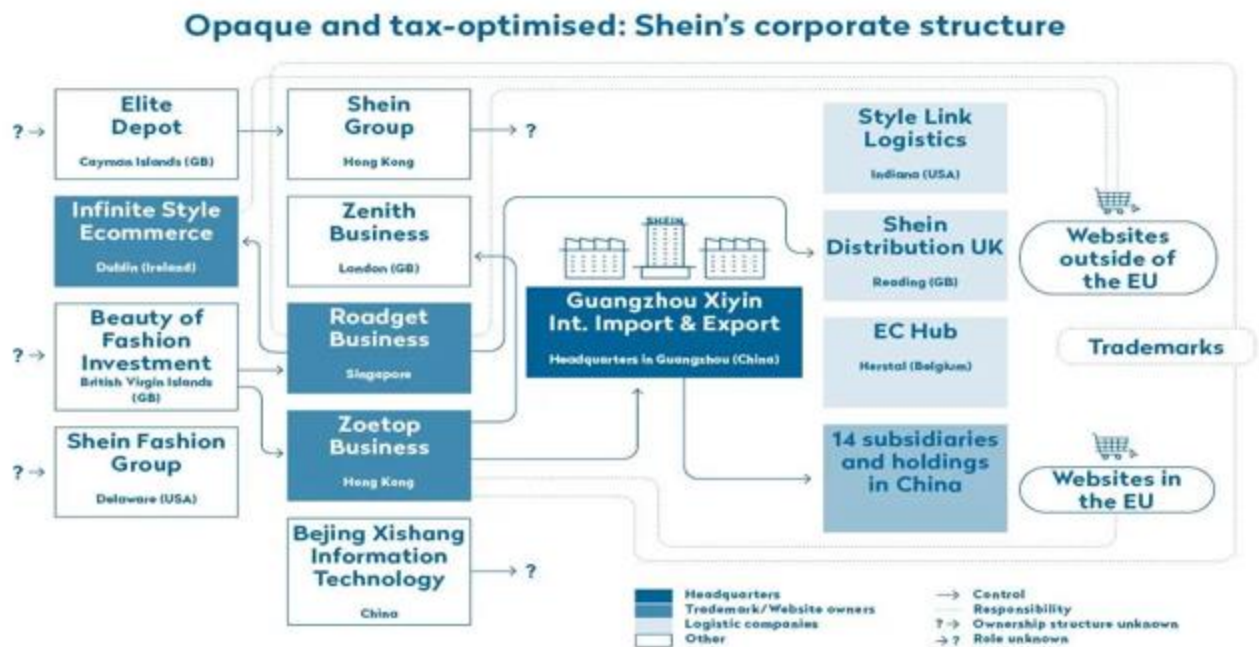 Opaque and tax-optimised: Shein's corporate structure
? →
Elite
Depot
Cayman Islands (GB)
Shein
Group
Hong Kong
?
Style Link
Logistics
Indiana (USA)
Infinite Style
Ecommerce
Dublin (Ireland)
Zenith
Business
London (GB)
SHEIN
Shein
Distribution UK
Reading (GB)
Websites
outside of
the EU
? →
Beauty of
Fashion
Investment
British Virgin Islands
(GB)
Roadget
Business
Singapore
Guangzhou Xiyin
Int. Import & Export
Headquarters in Guangzhou (China)
EC Hub
Herstal (Belgium)
Trademarks
? →
Shein Fashion
Group
Delaware (USA)
Zoetop
Business
Hong Kong
14 subsidiaries
and holdings
in China
Websites in
the EU
Bejing Xishang
Information
Technology
China
?
Headquarters
Trademark/Website owners
Logistic companies
Other
→ Control
Responsibility
? → Ownership structure unknown
→ ? Role unknown